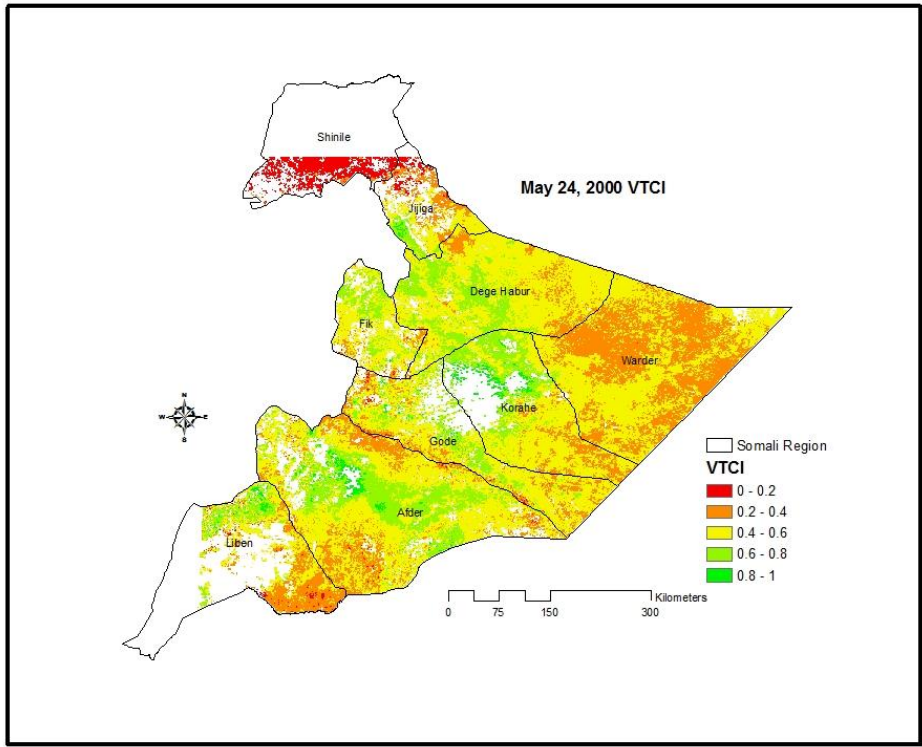 Shinile
May 24, 2000 VTCI
Jijiga
Dege Habur
Fik
Warder
Korahe
N
W E
S
Gode
Somali Region
VTCI
0 - 0.2
0.2 - 0.4
Afder
0.4 - 0.6
Liben
0.6 - 0.8
0.8 - 1
Kilometers
0 75 150 300